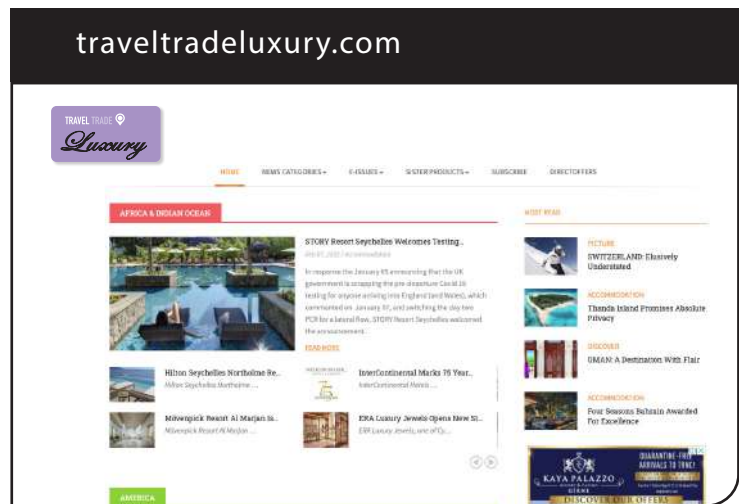 traveltradeluxury.com
TRAVEL TRADE
Luxury
HOME NEWS CATEGORIES E-ISSUES SISTER PRODUCTS SUBSCRIBE DIRECTOFFERS
AFRICA & INDIAN OCEAN
STORY Resort Seychelles Welcomes Testing...
In response the January 05 announcing that the UK
government is scrapping the pre departure Covid 19
testing for anyone arriving into England (and Wales), which
commented on January 07, and switching the day two
PCR for a lateral flow, STORY Resort Seychelles welcomed
the announcement...
READ MORE
Hilton Seychelles Northolme Re...
Hilton Seychelles Northolme ...
InterContinental Marks 75 Year...
InterContinental Hotels ...
Mövenpick Resort Al Marjan Is...
Mövenpick Resort Al Marjan ...
ERA Luxury Jewels Opens New Sl...
ERA Luxury Jewels, one of Cy...
AMERICA
MOST READ
PICTURE
SWITZERLAND: Elusively
Understated
ACCOMMODATION
Thanda Island Promises Absolute
Privacy
DISCOVER
OMAN: A Destination With Flair
ACCOMMODATION
Four Seasons Bahrain Awarded
For Excellence
KAYA PALAZZO
GIRNE
QUARANTINE-FREE
ARRIVALS TO TRNC!
DISCOVER OUR OFFERS